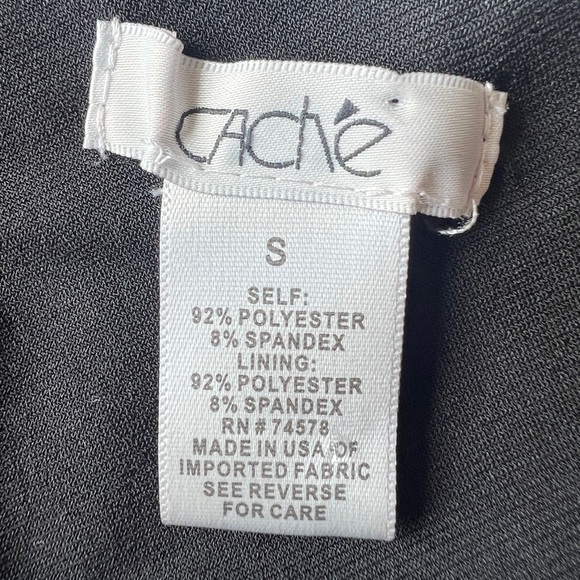 CAChé
S
SELF:
92% POLYESTER
8% SPANDEX
LINING:
92% POLYESTER
8% SPANDEX
RN # 74578
MADE IN USA OF
IMPORTED FABRIC
SEE REVERSE
FOR CARE